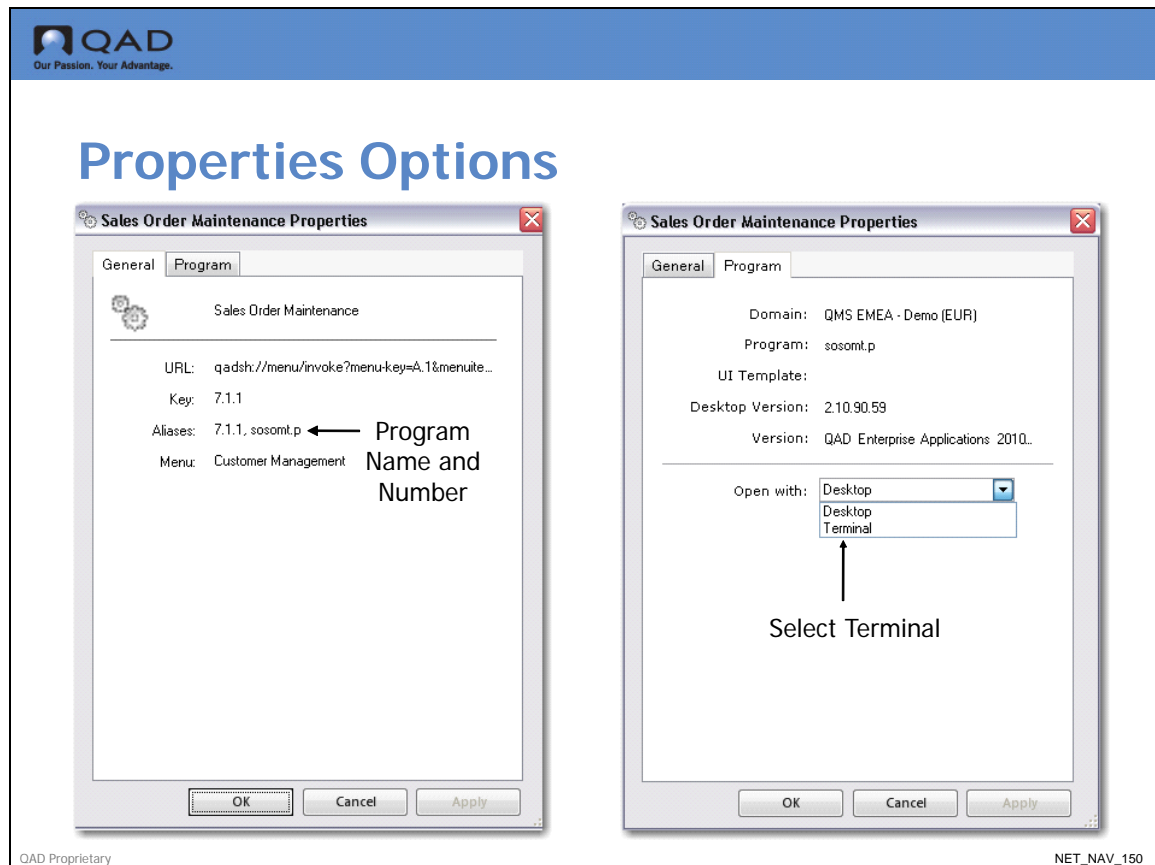 QAD
Our Passion. Your Advantage.
Properties Options
Sales Order Maintenance Properties
General Program
Sales Order Maintenance
URL: qadsh://menu/invoke?menu-key=A.1&menuite...
Key: 7.1.1
Aliases: 7.1.1, sosomt.p
Menu: Customer Management
Program
Name and
Number
OK Cancel Apply
Sales Order Maintenance Properties
General Program
Domain: QMS EMEA - Demo (EUR)
Program: sosomt.p
UI Template:
Desktop Version: 2.10.90.59
Version: QAD Enterprise Applications 2010...
Open with: Desktop
Desktop
Terminal
Select Terminal
OK Cancel Apply
QAD Proprietary
NET_NAV_150